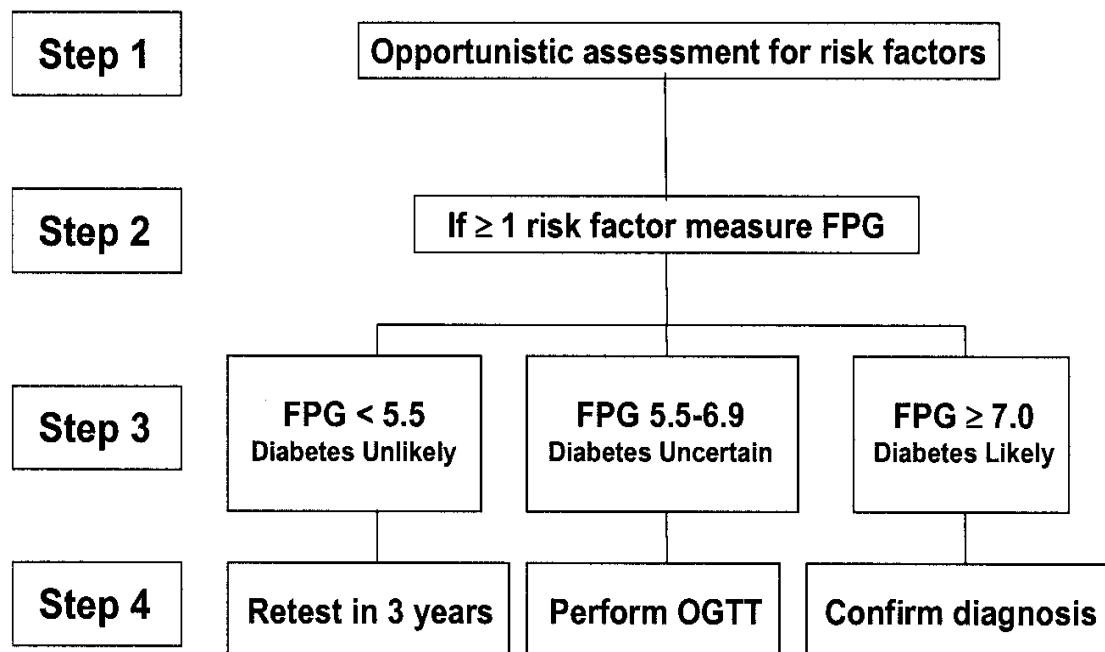 Step 1
Opportunistic assessment for risk factors
Step 2
If ≥ 1 risk factor measure FPG
Step 3
FPG < 5.5
Diabetes Unlikely
FPG 5.5-6.9
Diabetes Uncertain
FPG ≥ 7.0
Diabetes Likely
Step 4
Retest in 3 years
Perform OGTT
Confirm diagnosis